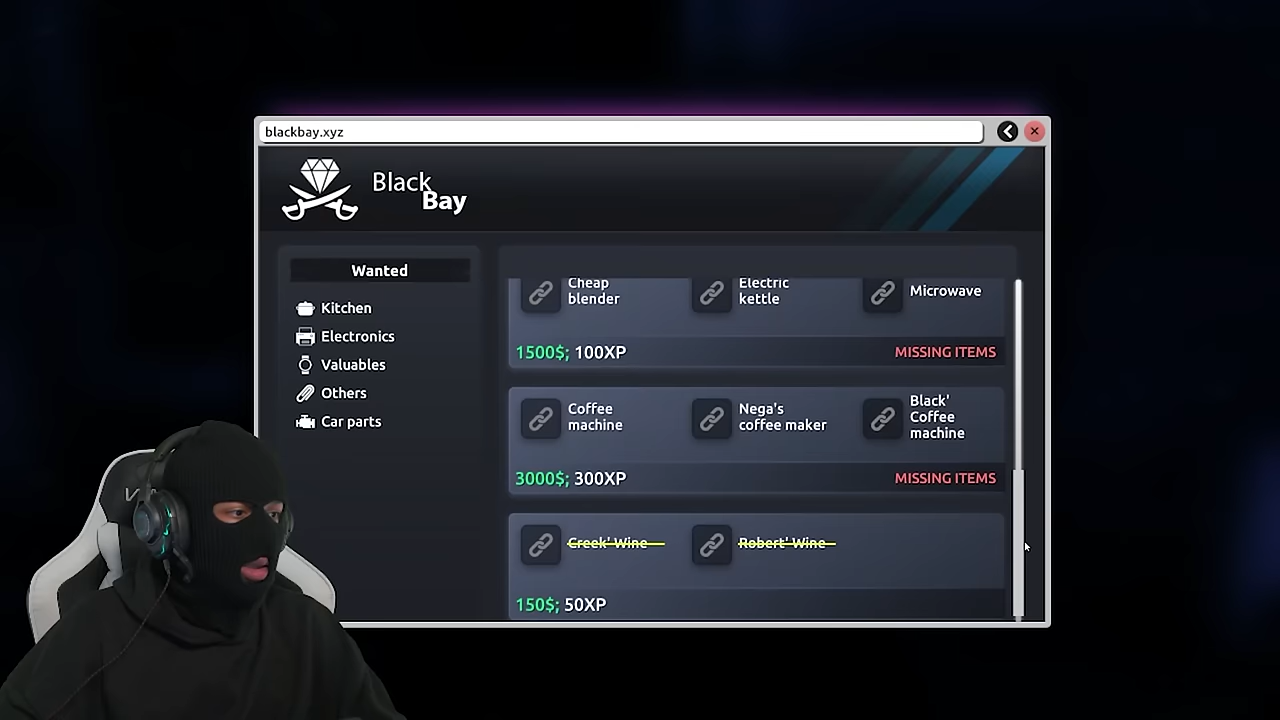 blackbay.xyz
Black
Bay
Wanted
Kitchen
Electronics
Valuables
Others
Car parts
Cheap
blender
Electric
kettle
Microwave
1500$; 100XP
MISSING ITEMS
Coffee
machine
Nega's
coffee maker
Black'
Coffee
machine
3000$; 300XP
MISSING ITEMS
Creek' Wine
Robert' Wine
150$; 50XP